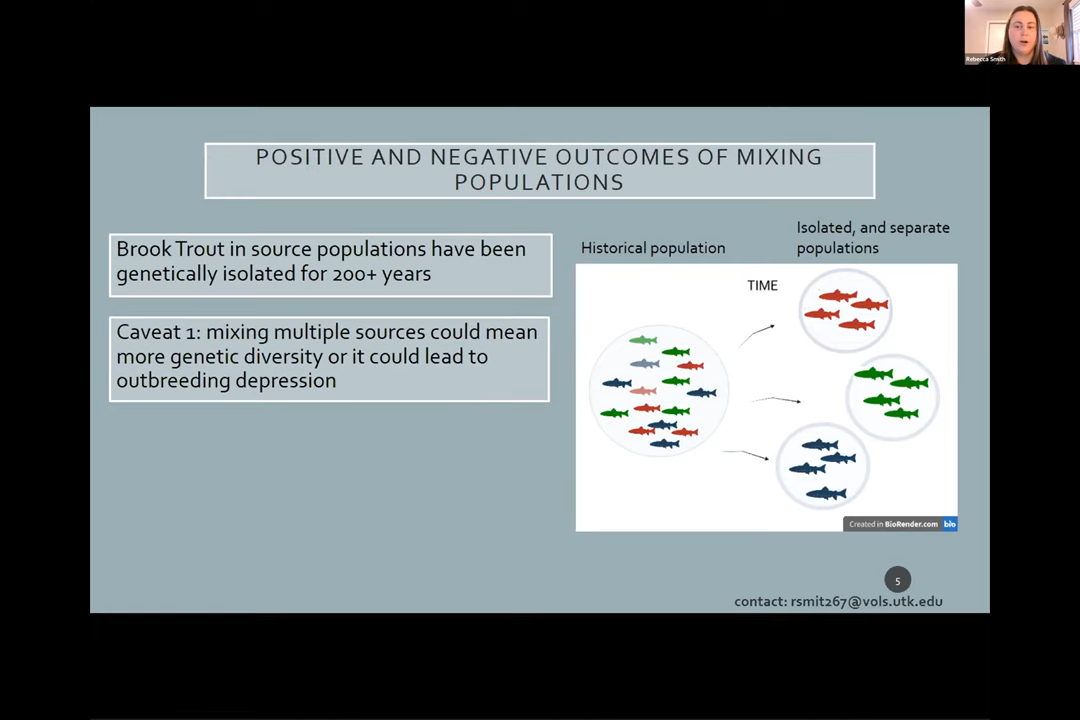 Rebecca Smith
POSITIVE AND NEGATIVE OUTCOMES OF MIXING
POPULATIONS
Brook Trout in source populations have been
genetically isolated for 200+ years
Caveat 1: mixing multiple sources could mean
more genetic diversity or it could lead to
outbreeding depression
Historical population
Isolated, and separate
populations
TIME
Created in BioRender.com bio
5
contact: rsmit267@vols.utk.edu